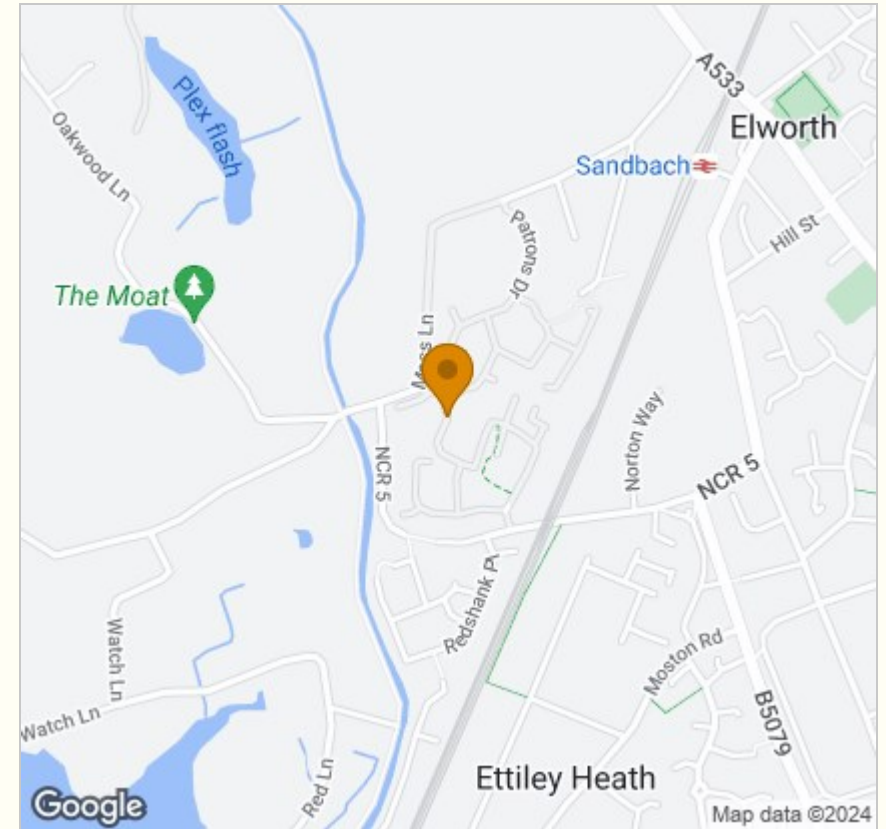 A533
Elworth
Plex flash
Oakwood Ln
Sandbach
Patrons Dr
Hill St
The Moat
Moss Ln
Norton Way
NCR 5
NCR 5
Redshank Pl
Watch Ln
Moston Rd
Watch Ln
B5079
Red Ln
Ettiley Heath
Google
Map data ©2024